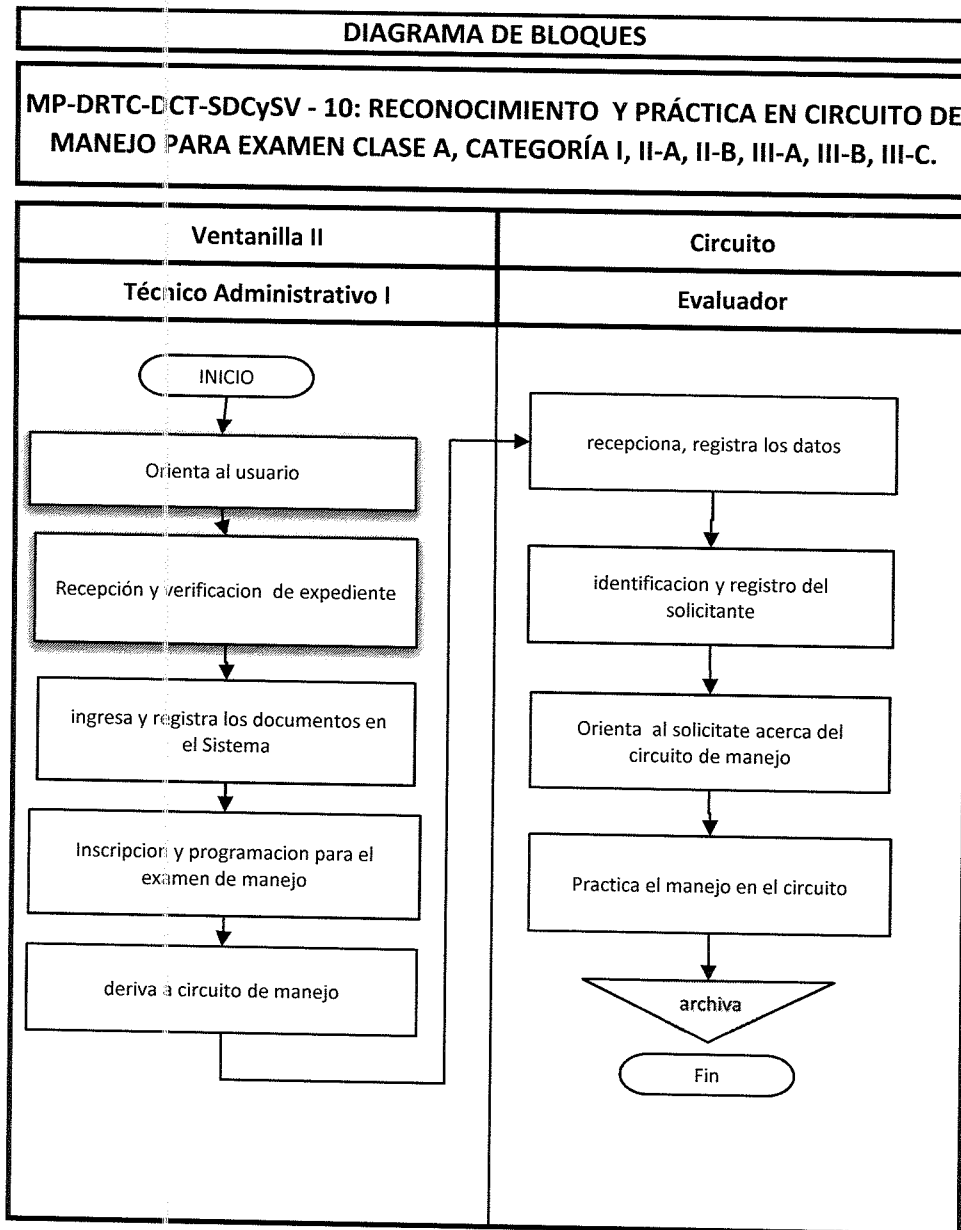 DIAGRAMA DE BLOQUES
MP-DRTC-DCT-SDCySV - 10: RECONOCIMIENTO Y PRÁCTICA EN CIRCUITO DE
MANEJO PARA EXAMEN CLASE A, CATEGORÍA I, II-A, II-B, III-A, III-B, III-C.
Ventanilla II
Técnico Administrativo I
INICIO
Orienta al usuario
Recepción y verificacion de expediente
ingresa y registra los documentos en
el Sistema
Inscripcion y programacion para el
examen de manejo
deriva a circuito de manejo
Circuito
Evaluador
recepciona, registra los datos
identificacion y registro del
solicitante
Orienta al solicitate acerca del
circuito de manejo
Practica el manejo en el circuito
archiva
Fin